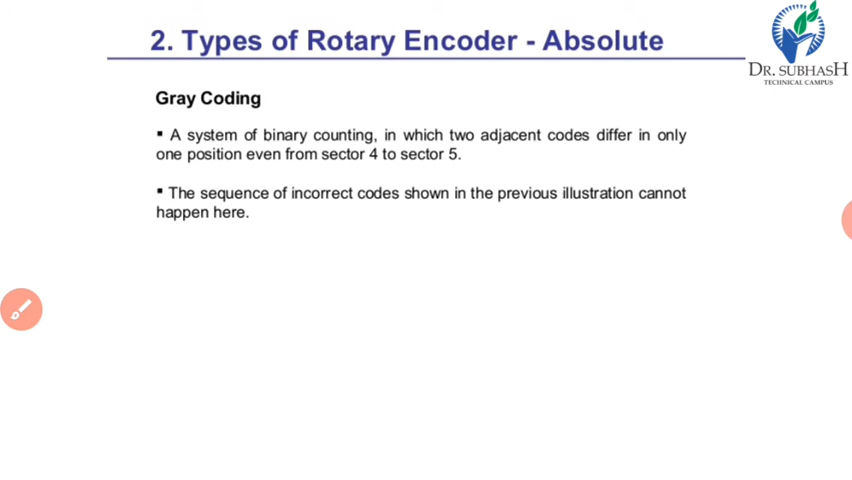 2. Types of Rotary Encoder - Absolute
DR. SUBHASH
TECHNICAL CAMPUS
Gray Coding
▪ A system of binary counting, in which two adjacent codes differ in only
one position even from sector 4 to sector 5.
▪ The sequence of incorrect codes shown in the previous illustration cannot
happen here.